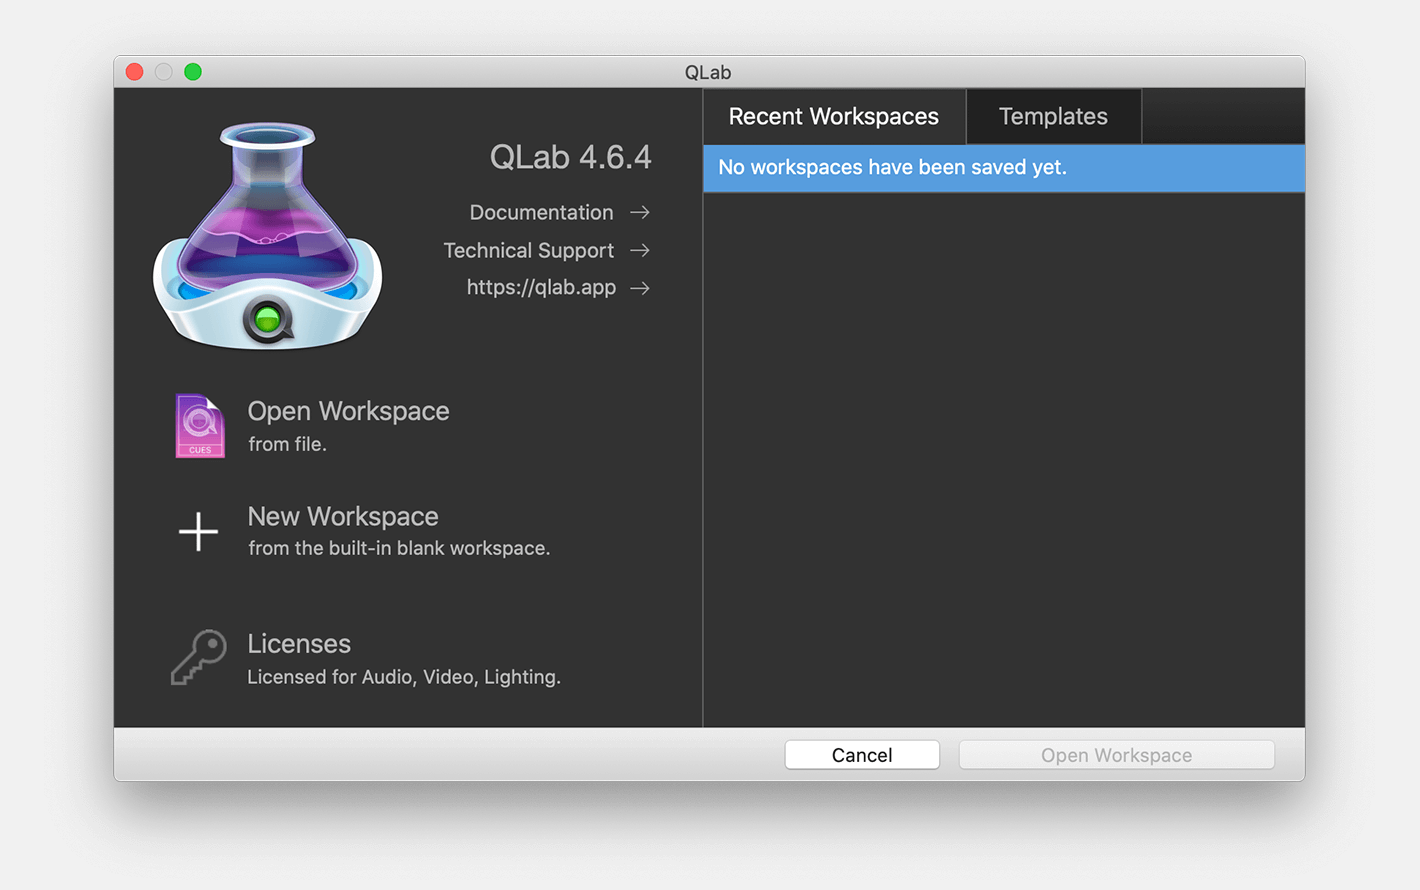 QLab
QLab 4.6.4
Documentation →
Technical Support →
https://qlab.app →
CUES
Open Workspace
from file.
New Workspace
from the built-in blank workspace.
Licenses
Licensed for Audio, Video, Lighting.
Recent Workspaces
Templates
No workspaces have been saved yet.
Cancel
Open Workspace